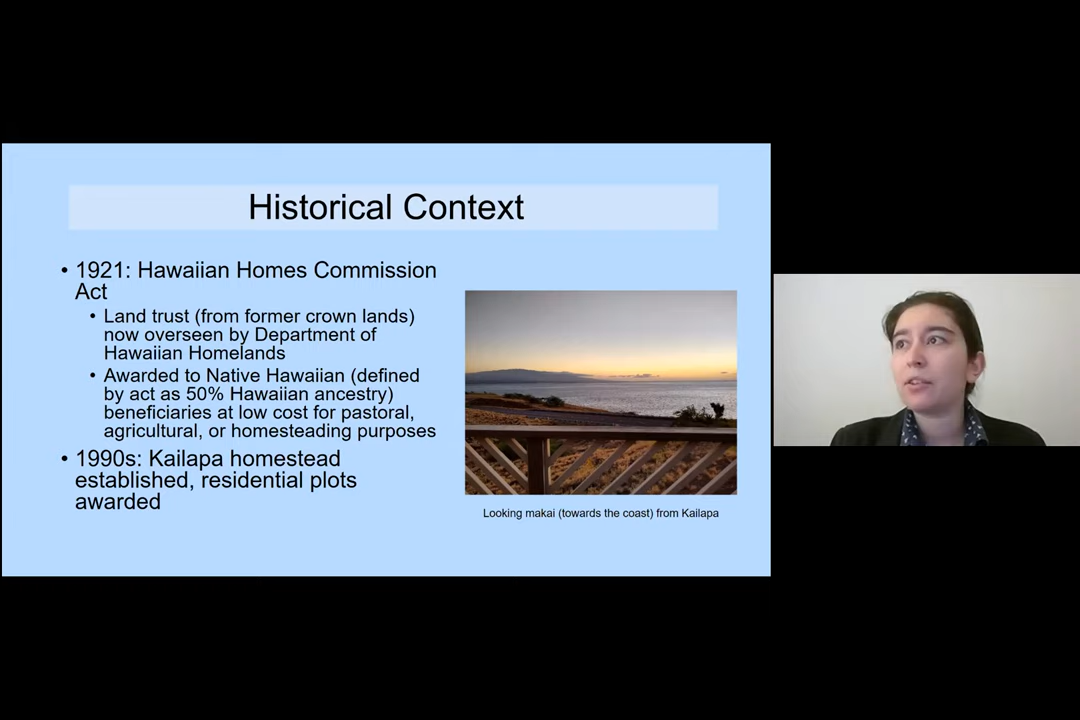 Historical Context
• 1921: Hawaiian Homes Commission
Act
• Land trust (from former crown lands)
now overseen by Department of
Hawaiian Homelands
• Awarded to Native Hawaiian (defined
by act as 50% Hawaiian ancestry)
beneficiaries at low cost for pastoral,
agricultural, or homesteading purposes
• 1990s: Kailapa homestead
established, residential plots
awarded
Looking makai (towards the coast) from Kailapa